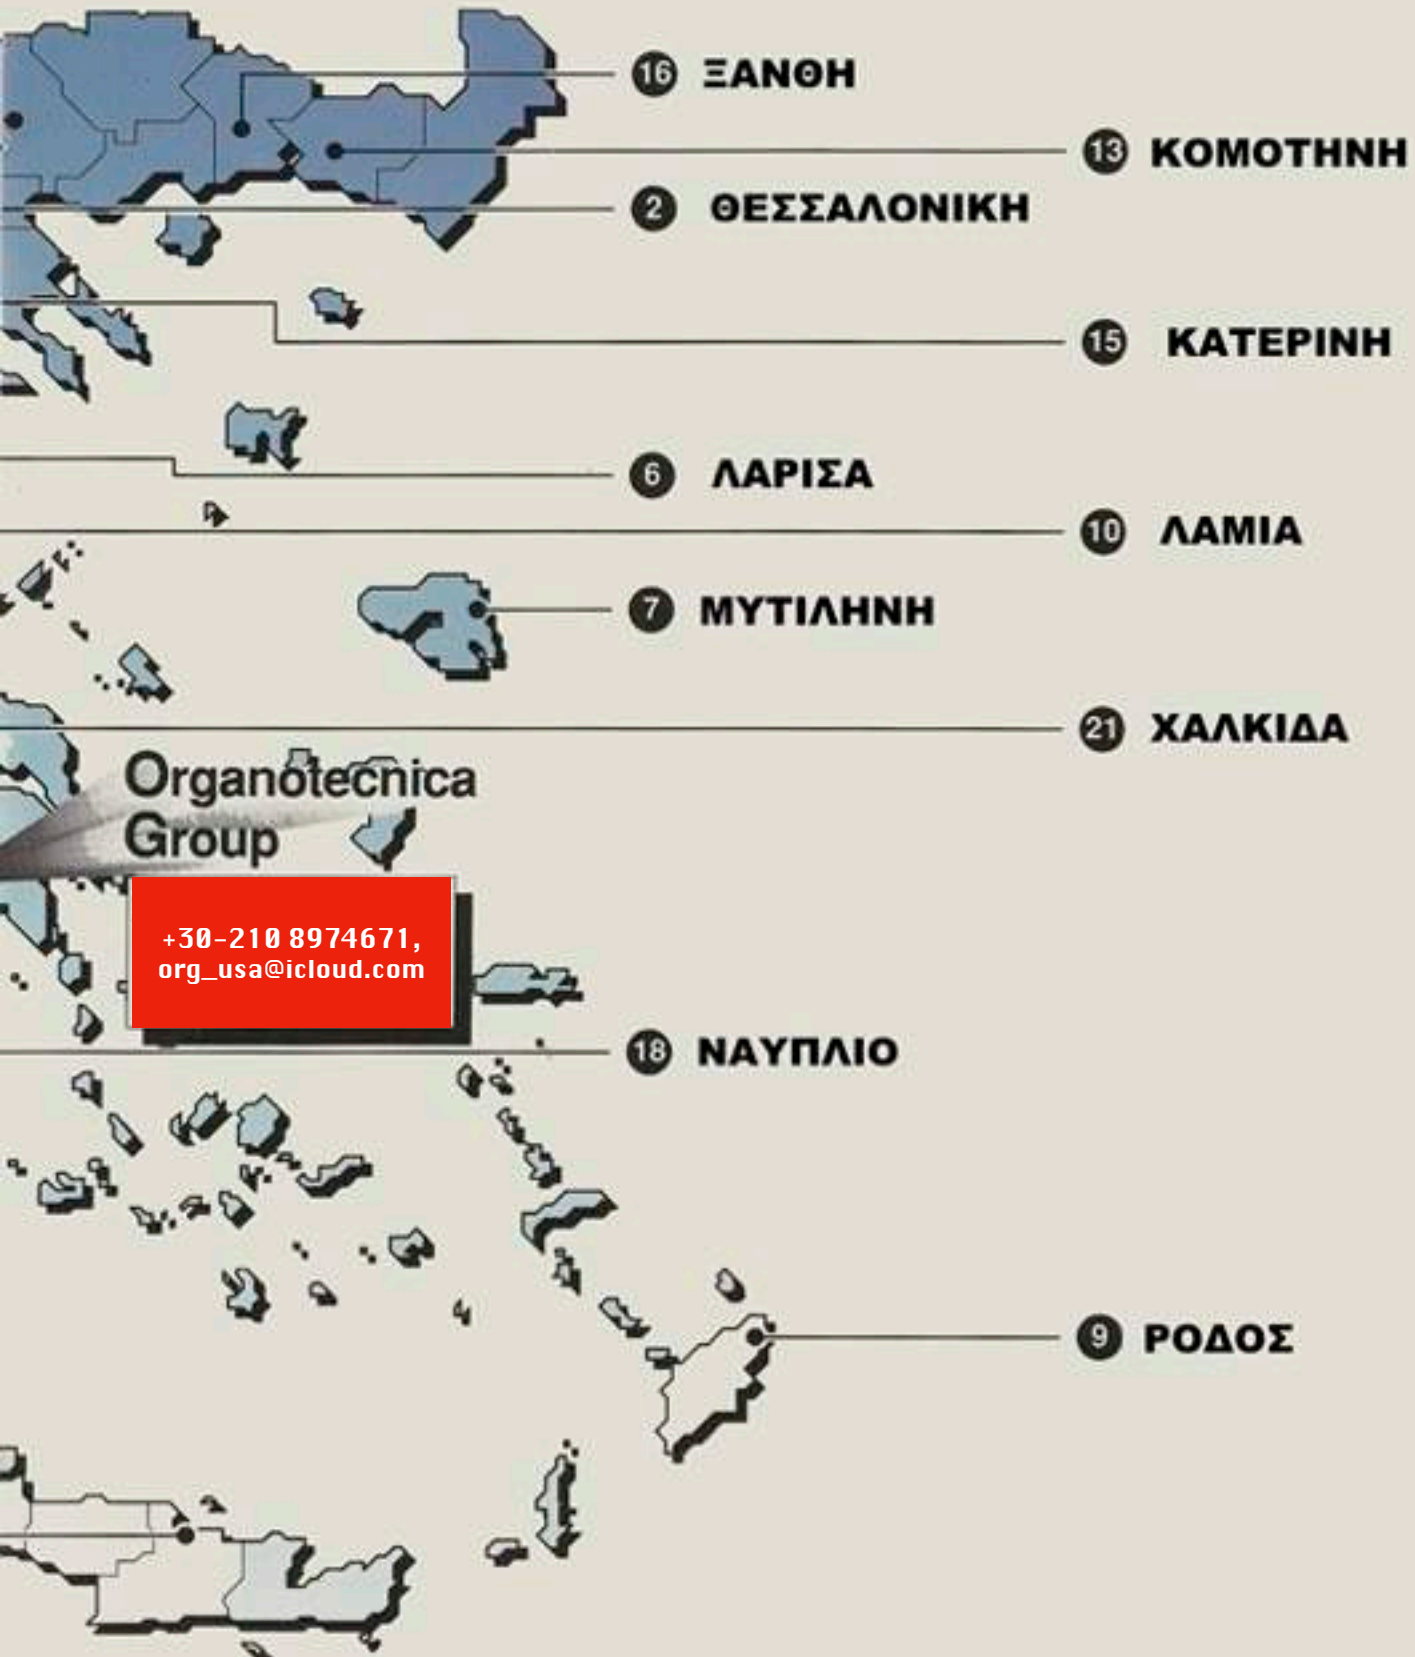 16 ΞΑΝΘΗ
13 ΚΟΜΟΤΗΝΗ
2 ΘΕΣΣΑΛΟΝΙΚΗ
15 ΚΑΤΕΡΙΝΗ
6 ΛΑΡΙΣΑ
10 ΛΑΜΙΑ
7 ΜΥΤΙΛΗΝΗ
21 ΧΑΛΚΙΔΑ
Organotecnica
Group
+30-210 8974671,
org_usa@icloud.com
18 ΝΑΥΠΛΙΟ
9 ΡΟΔΟΣ